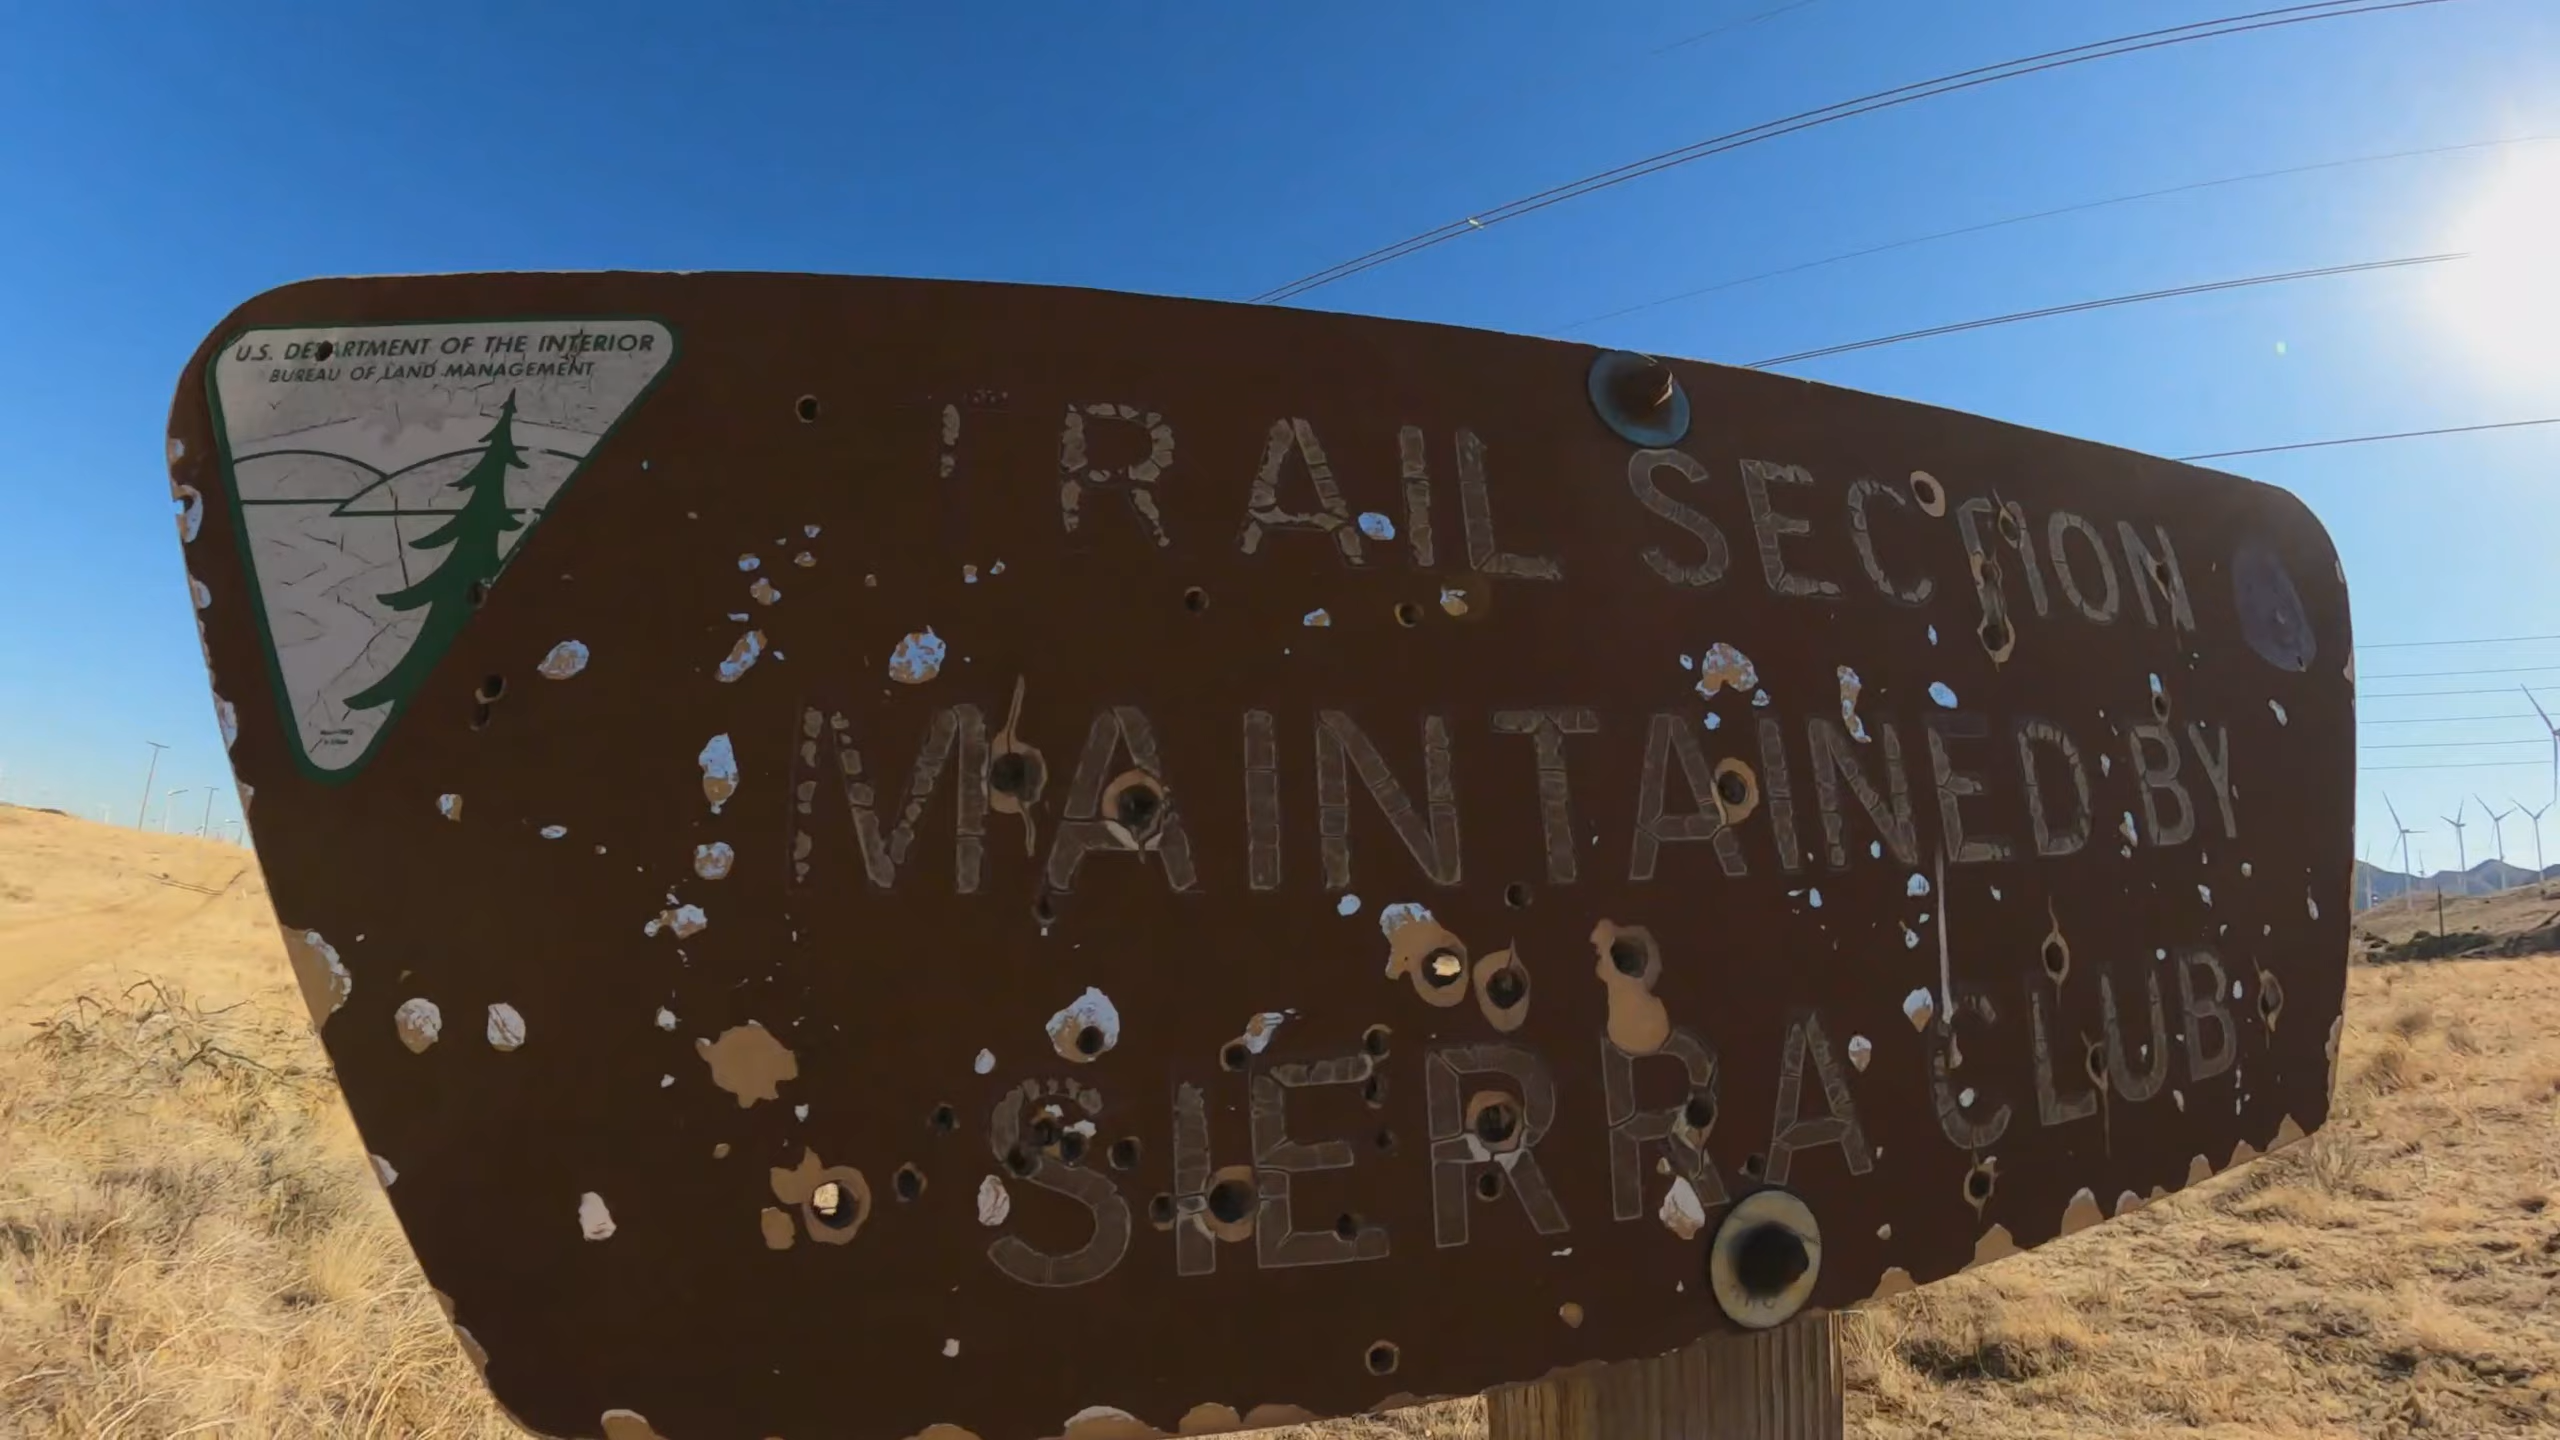 U.S. DEPARTMENT OF THE INTERIOR
BUREAU OF LAND MANAGEMENT
TRAIL SECTION
MAINTAINED BY
SIERRA CLUB